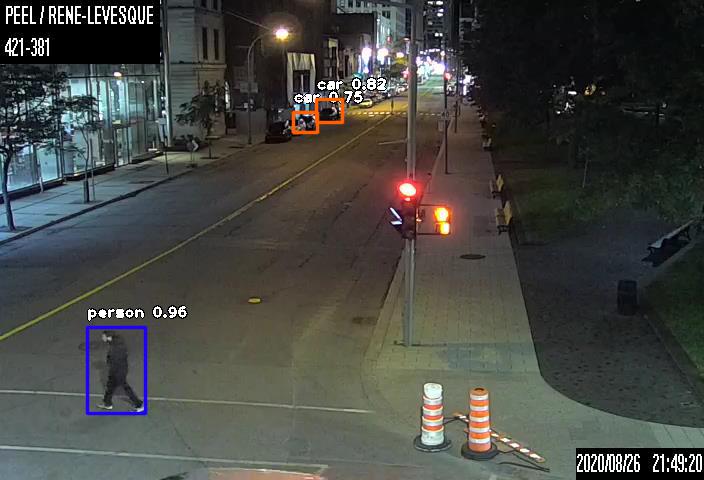 PEEL / RENE-LEVESQUE
421-381
car 0.82
car 0.75
person 0.96
2020/08/26 21:49:20